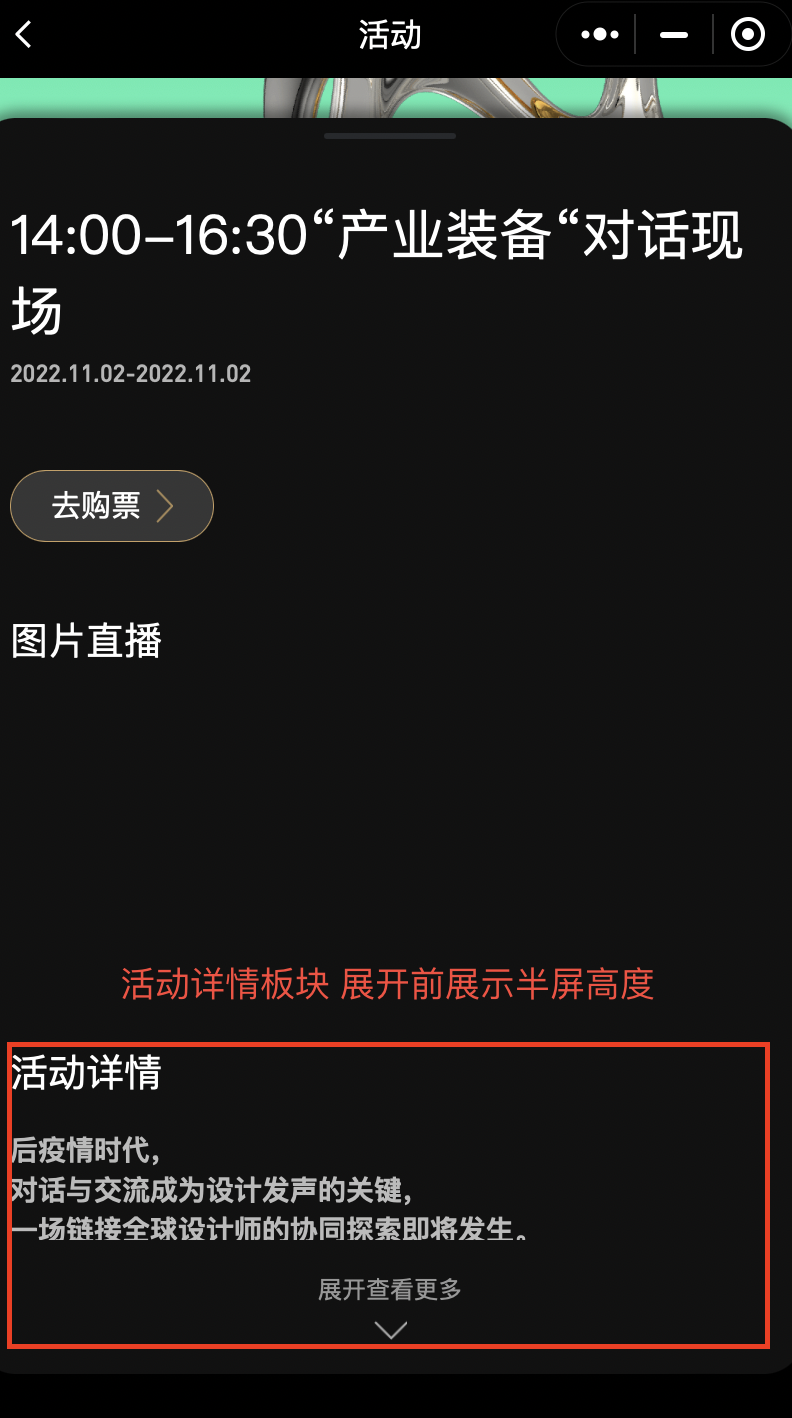 活动
14:00-16:30“产业装备“对话现
场
2022.11.02-2022.11.02
去购票
图片直播
活动详情板块 展开前展示半屏高度
活动详情
后疫情时代，
对话与交流成为设计发声的关键，
一场链接全球设计师的协同探索即将发生。
展开查看更多